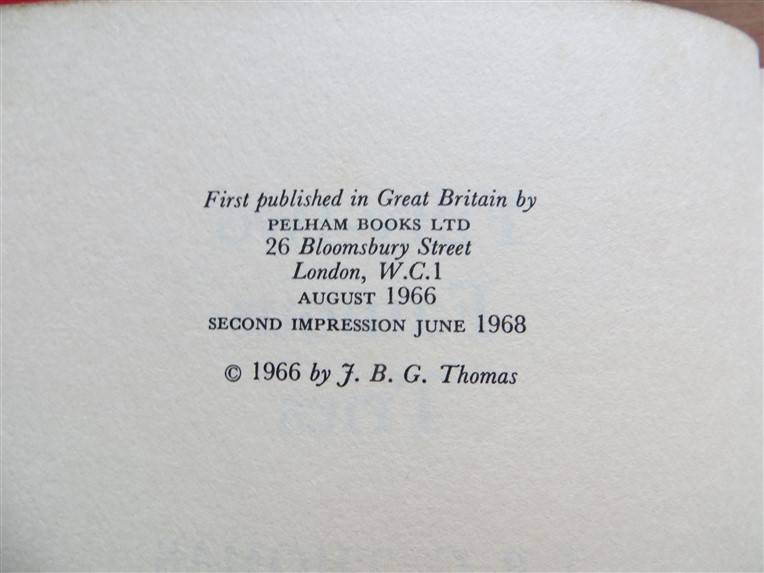 First published in Great Britain by
PELHAM BOOKS LTD
26 Bloomsbury Street
London, W.C.1
AUGUST 1966
SECOND IMPRESSION JUNE 1968
© 1966 by J. B. G. Thomas